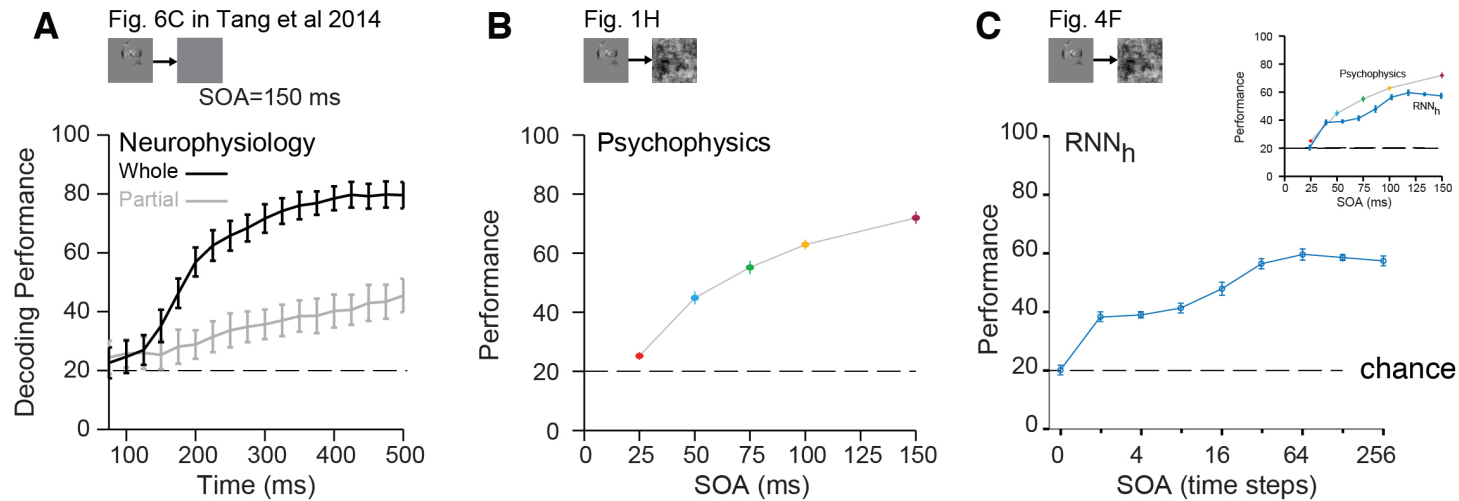 A
Fig. 6C in Tang et al 2014
SOA=150 ms
Neurophysiology
Whole
Partial
Decoding Performance
100
80
60
40
20
0
100 200 300 400 500
Time (ms)
B
Fig. 1H
Psychophysics
Performance
100
80
60
40
20
0
0 25 50 75 100 125 150
SOA (ms)
C
Fig. 4F
RNNh
Performance
100
80
60
40
20
0
0 4 16 64 256
SOA (time steps)
chance
Performance
100
80
60
40
20
0
Psychophysics
RNNh
0 25 50 75 100 125 150
SOA (ms)